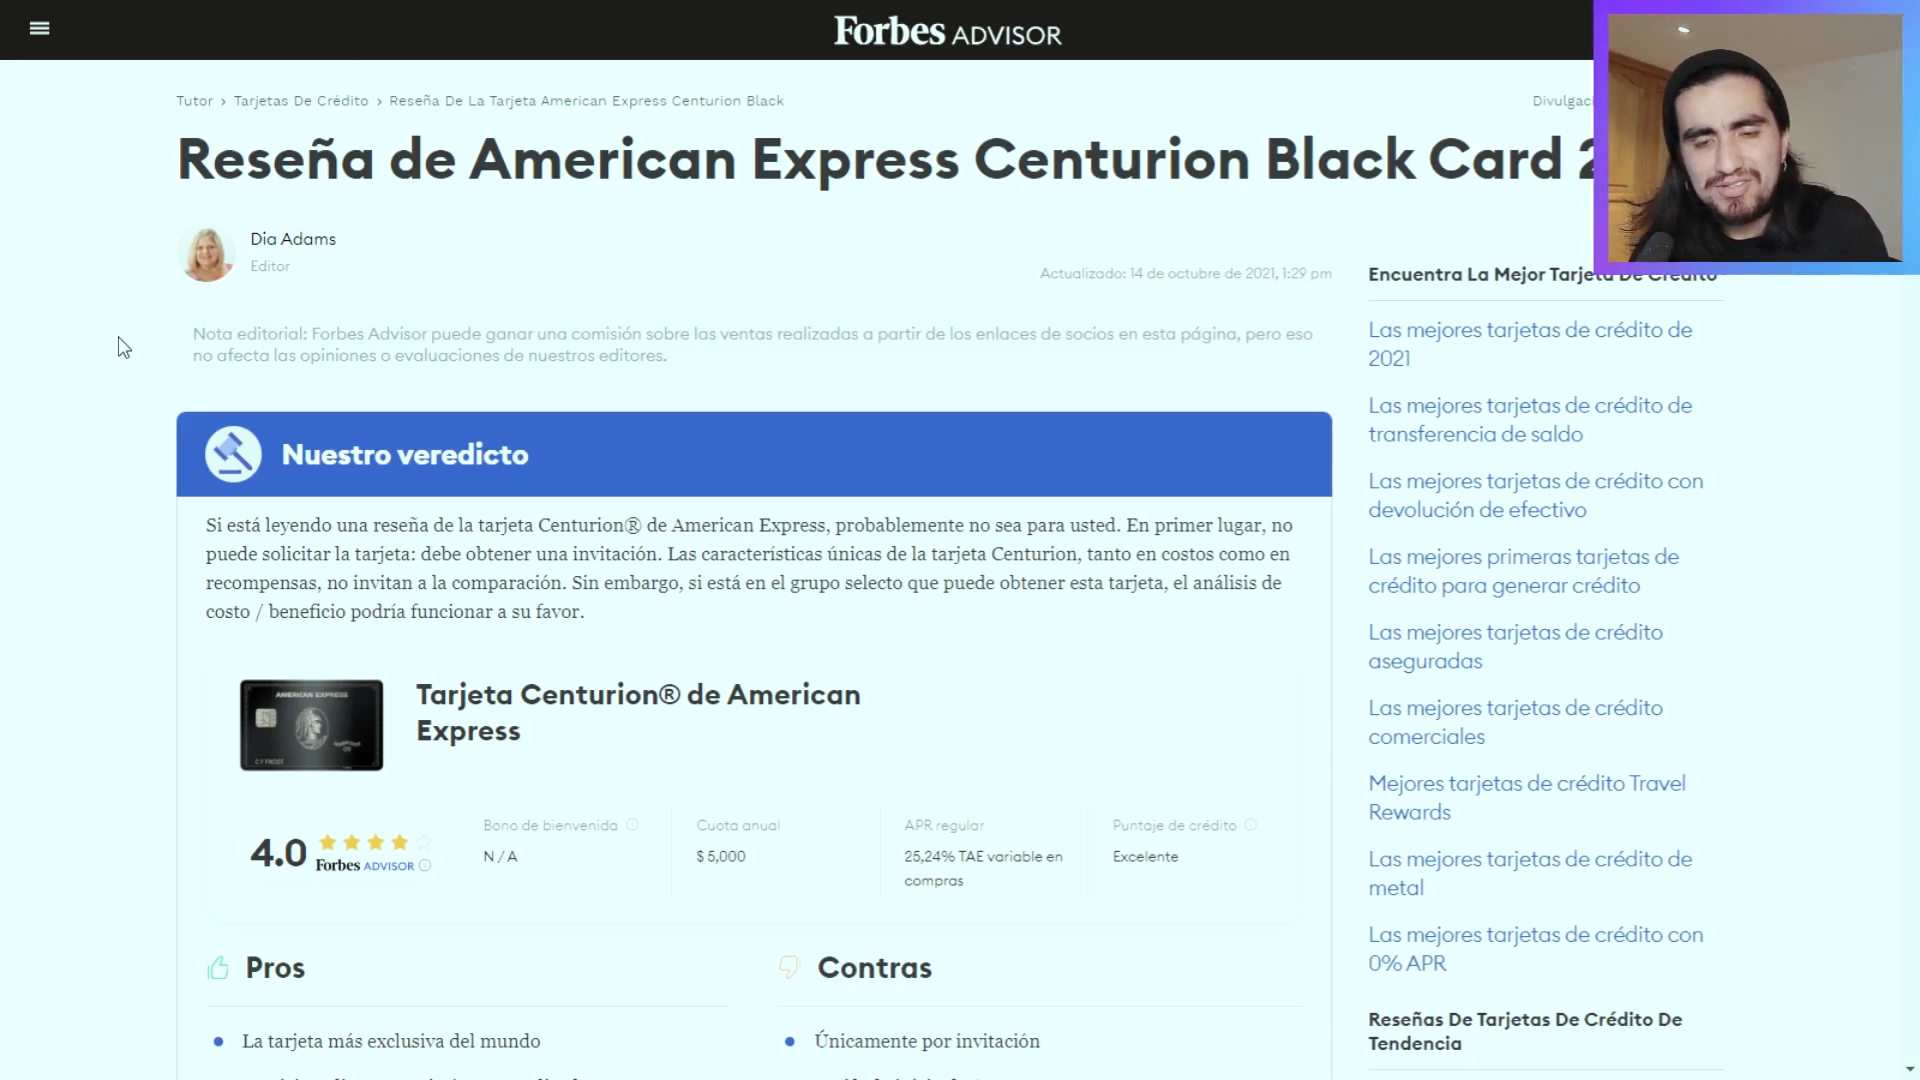 Forbes ADVISOR
Tutor › Tarjetas De Crédito › Reseña De La Tarjeta American Express Centurion Black
Reseña de American Express Centurion Black Card
Dia Adams
Editor
Actualizado: 14 de octubre de 2021, 1:29 pm
Nota editorial: Forbes Advisor puede ganar una comisión sobre las ventas realizadas a partir de los enlaces de socios en esta página, pero eso
no afecta las opiniones o evaluaciones de nuestros editores.
Nuestro veredicto
Si está leyendo una reseña de la tarjeta Centurion® de American Express, probablemente no sea para usted. En primer lugar, no
puede solicitar la tarjeta: debe obtener una invitación. Las características únicas de la tarjeta Centurion, tanto en costos como en
recompensas, no invitan a la comparación. Sin embargo, si está en el grupo selecto que puede obtener esta tarjeta, el análisis de
costo / beneficio podría funcionar a su favor.
AMERICAN EXPRESS
C F FROST
Tarjeta Centurion® de American
Express
4.0
Forbes ADVISOR
Bono de bienvenida
N / A
Cuota anual
$ 5,000
APR regular
25,24% TAE variable en
compras
Puntaje de crédito
Excelente
Pros
La tarjeta más exclusiva del mundo
Contras
Únicamente por invitación
Encuentra La Mejor Tarjeta De Crédito
Las mejores tarjetas de crédito de
2021
Las mejores tarjetas de crédito de
transferencia de saldo
Las mejores tarjetas de crédito con
devolución de efectivo
Las mejores primeras tarjetas de
crédito para generar crédito
Las mejores tarjetas de crédito
aseguradas
Las mejores tarjetas de crédito
comerciales
Mejores tarjetas de crédito Travel
Rewards
Las mejores tarjetas de crédito de
metal
Las mejores tarjetas de crédito con
0% APR
Reseñas De Tarjetas De Crédito De
Tendencia